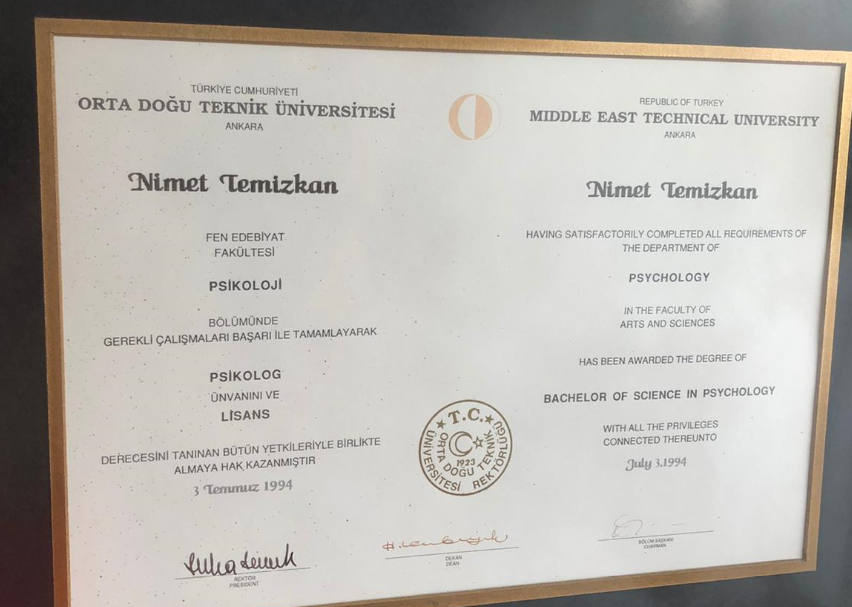 TÜRKİYE CUMHURİYETİ
ORTA DOĞU TEKNİK ÜNİVERSİTESİ
ANKARA
Nimet Temizkan
FEN EDEBİYAT
FAKÜLTESİ
PSİKOLOJİ
BÖLÜMÜNDE
GEREKLİ ÇALIŞMALARI BAŞARI İLE TAMAMLAYARAK
PSİKOLOG
ÜNVANINI VE
LİSANS
DERECESİNİ TANINAN BÜTÜN YETKİLERİYLE BİRLİKTE
ALMAYA HAK KAZANMIŞTIR
3 Temmuz 1994
REKTÖR
PRESIDENT
T.C.
ORTA DOĞU TEKNİK
ÜNİVERSİTESİ REKTÖRLÜĞÜ
1923
DEKAN
DEAN
REPUBLIC OF TURKEY
MIDDLE EAST TECHNICAL UNIVERSITY
ANKARA
Nimet Temizkan
HAVING SATISFACTORILY COMPLETED ALL REQUIREMENTS OF
THE DEPARTMENT OF
PSYCHOLOGY
IN THE FACULTY OF
ARTS AND SCIENCES
HAS BEEN AWARDED THE DEGREE OF
BACHELOR OF SCIENCE IN PSYCHOLOGY
WITH ALL THE PRIVILEGES
CONNECTED THEREUNTO
July 3,1994
BÖLÜM BAŞKANI
CHAIRMAN